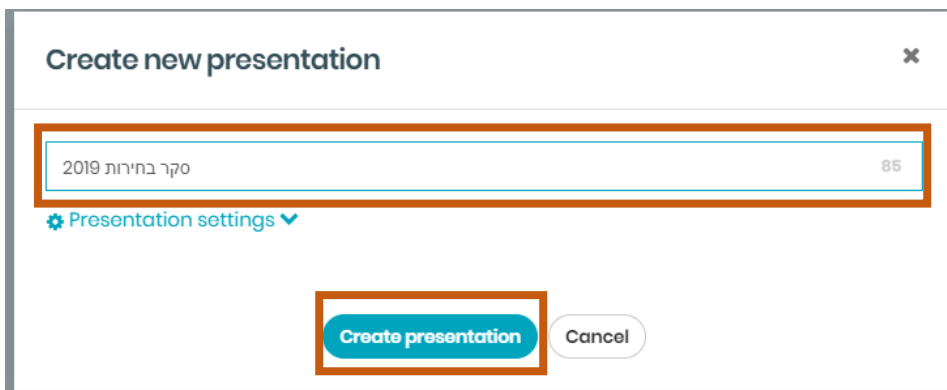 Create new presentation ✖
סקר בחירות 2019 85
Presentation settings
Create presentation Cancel